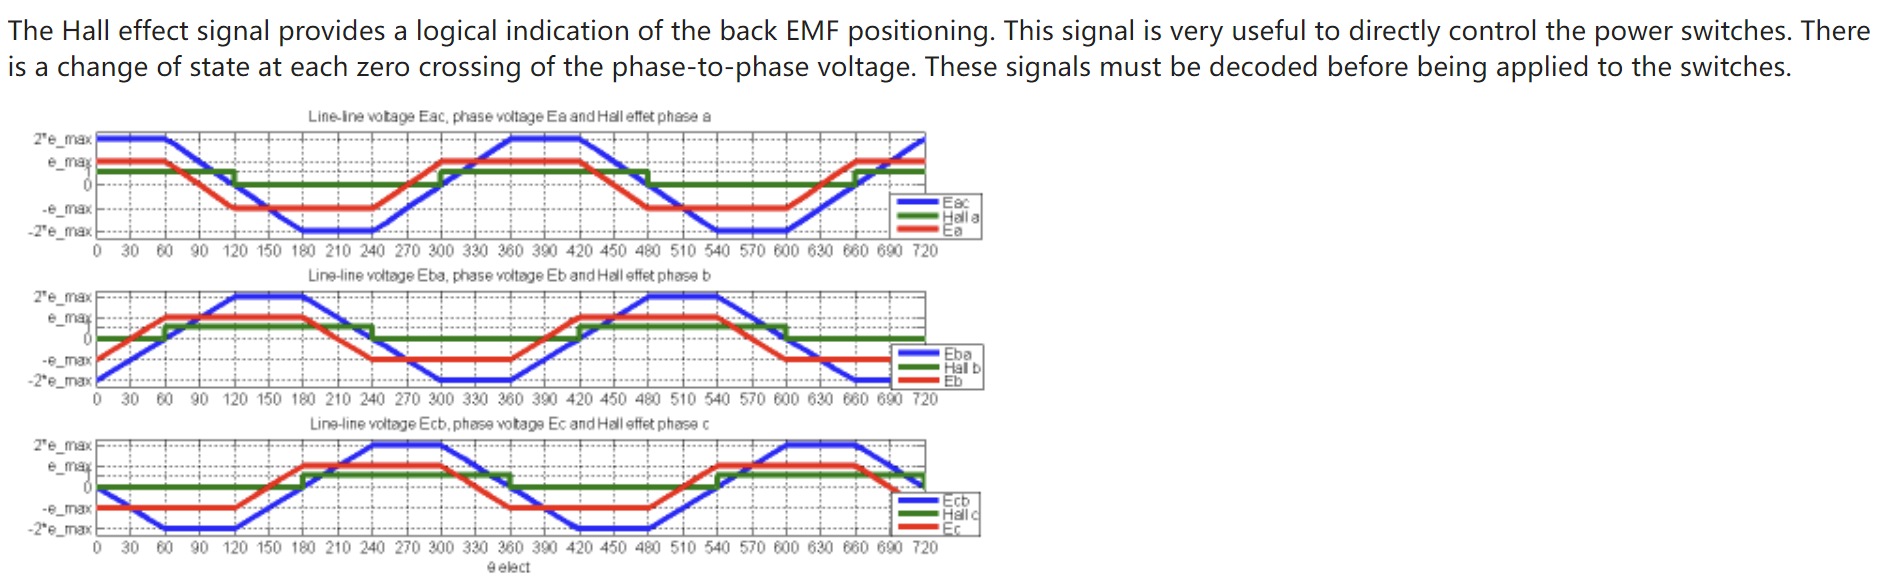 The Hall effect signal provides a logical indication of the back EMF positioning. This signal is very useful to directly control the power switches. There
is a change of state at each zero crossing of the phase-to-phase voltage. These signals must be decoded before being applied to the switches.
Line-line voltage Eac, phase voltage Ea and Hall effet phase a
2*e_max
e_max
1
0
-e_max
-2*e_max
Eac
Hall a
Ea
0 30 60 90 120 150 180 210 240 270 300 330 360 390 420 450 480 510 540 570 600 630 660 690 720
Line-line voltage Eba, phase voltage Eb and Hall effet phase b
2*e_max
e_max
1
0
-e_max
-2*e_max
Eba
Hall b
Eb
0 30 60 90 120 150 180 210 240 270 300 330 360 390 420 450 480 510 540 570 600 630 660 690 720
Line-line voltage Ecb, phase voltage Ec and Hall effet phase c
2*e_max
e_max
1
0
-e_max
-2*e_max
Ecb
Hall c
Ec
0 30 60 90 120 150 180 210 240 270 300 330 360 390 420 450 480 510 540 570 600 630 660 690 720
θ elect